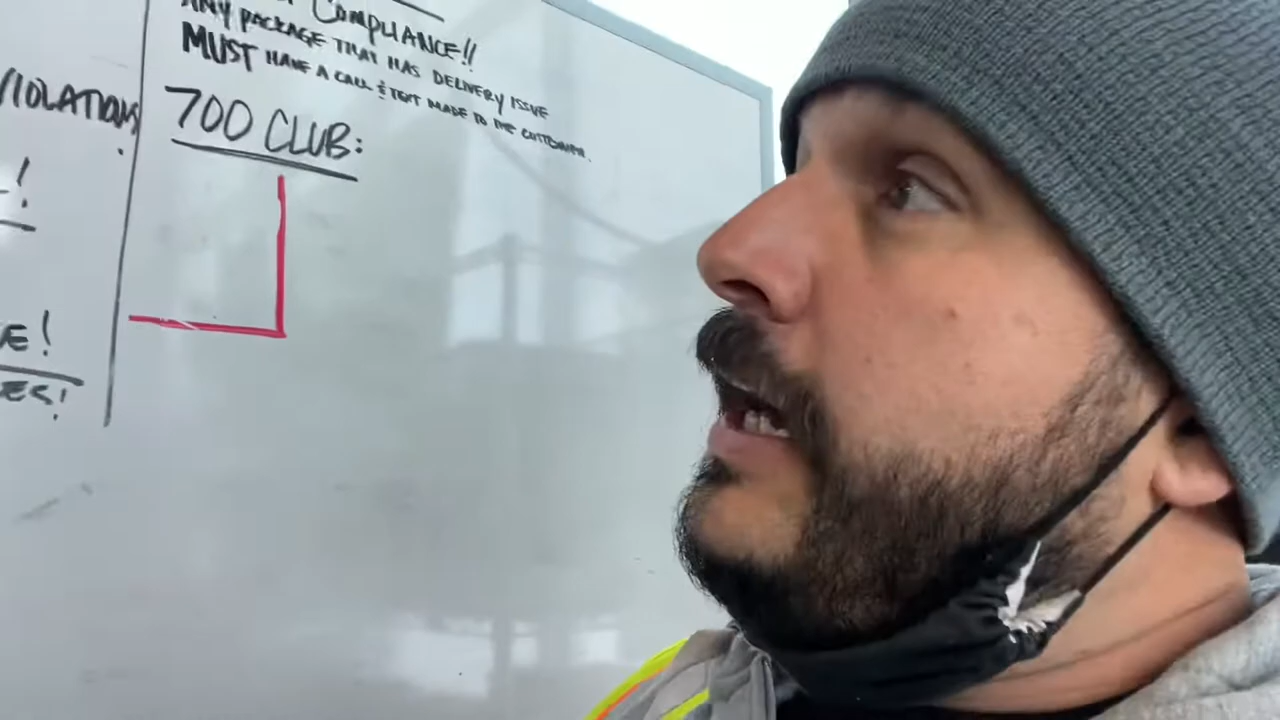 COMPLIANCE!!
ANY PACKAGE THAT HAS DELIVERY ISSUE
MUST HAVE A CALL & TEXT MADE TO THE CUSTOMER.
700 CLUB:
VIOLATIONS